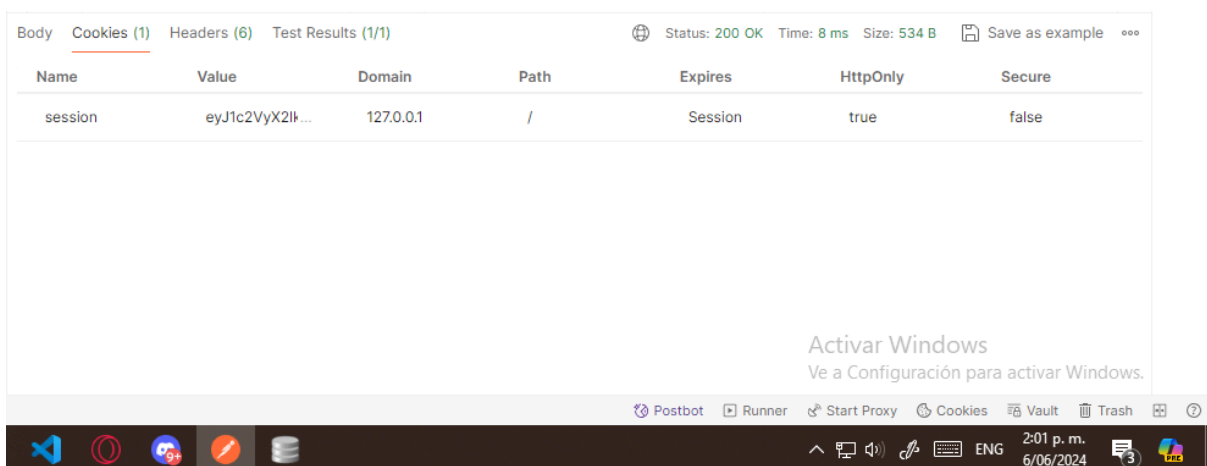 Body Cookies (1) Headers (6) Test Results (1/1) Status: 200 OK Time: 8 ms Size: 534 B Save as example
Name Value Domain Path Expires HttpOnly Secure
session eyJ1c2VyX2lk... 127.0.0.1 / Session true false
Activar Windows
Ve a Configuración para activar Windows.
Postbot Runner Start Proxy Cookies Vault Trash
9+ ENG 2:01 p. m. 3 PRE
6/06/2024